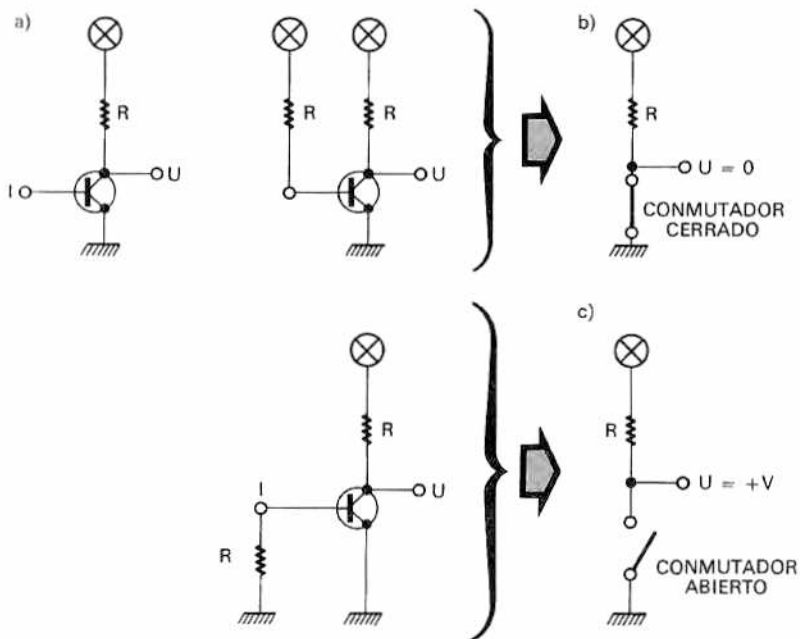 a)
R
I
U
R
R
U
b)
R
U = 0
CONMUTADOR
CERRADO
R
I
U
R
c)
R
U = +V
CONMUTADOR
ABIERTO